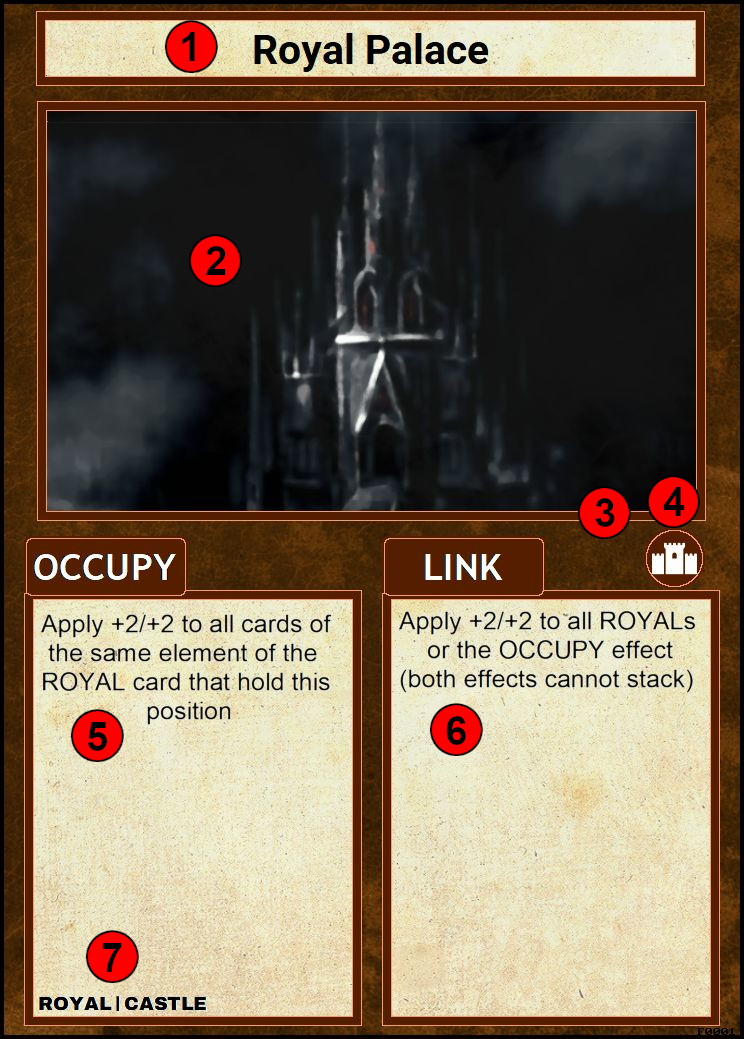 1 Royal Palace
2
3 4
OCCUPY
Apply +2/+2 to all cards of
the same element of the
ROYAL card that hold this
position
5
7
ROYAL|CASTLE
LINK
Apply +2/+2 to all ROYALs
or the OCCUPY effect
(both effects cannot stack)
6
F0001